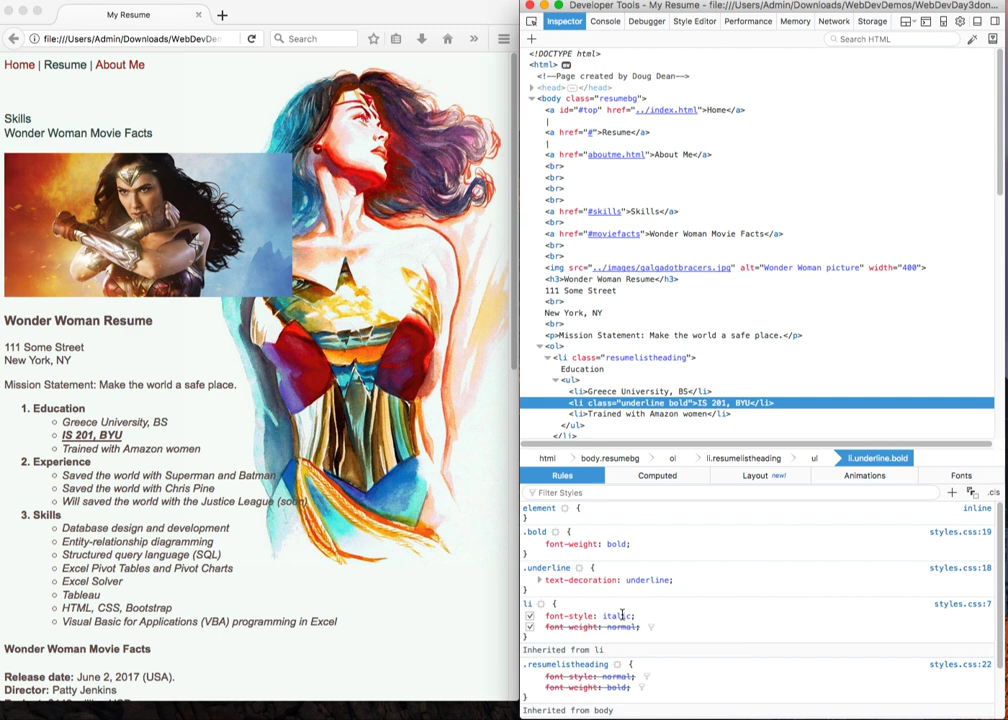 My Resume
file:///Users/Admin/Downloads/WebDevDen
Search
Home | Resume | About Me
Skills
Wonder Woman Movie Facts
Wonder Woman Resume
111 Some Street
New York, NY
Mission Statement: Make the world a safe place.
1. Education
Greece University, BS
IS 201, BYU
Trained with Amazon women
2. Experience
Saved the world with Superman and Batman
Saved the world with Chris Pine
Will saved the world with the Justice League (soon)
3. Skills
Database design and development
Entity-relationship diagramming
Structured query language (SQL)
Excel Pivot Tables and Pivot Charts
Excel Solver
Tableau
HTML, CSS, Bootstrap
Visual Basic for Applications (VBA) programming in Excel
Wonder Woman Movie Facts
Release date: June 2, 2017 (USA).
Director: Patty Jenkins
Developer Tools - My Resume - file:///Users/Admin/Downloads/WebDevDemos/WebDevDay3don...
Inspector Console Debugger Style Editor Performance Memory Network Storage
+ Search HTML
<!DOCTYPE html>
<html>
<!--Page created by Doug Dean-->
<head></head>
<body class="resumebg">
<a id="#top" href="../index.html">Home</a>
|
<a href="#">Resume</a>
|
<a href="aboutme.html">About Me</a>
<br>
<br>
<br>
<br>
<a href="#skills">Skills</a>
<br>
<a href="#moviefacts">Wonder Woman Movie Facts</a>
<br>
<br>
<img src="../images/galgadotbracers.jpg" alt="Wonder Woman picture" width="400">
<h3>Wonder Woman Resume</h3>
111 Some Street
<br>
New York, NY
<br>
<p>Mission Statement: Make the world a safe place.</p>
<ol>
<li class="resumelistheading">
Education
<ul>
<li>Greece University, BS</li>
<li class="underline bold">IS 201, BYU</li>
<li>Trained with Amazon women</li>
</ul>
</li>
html body.resumebg ol li.resumelistheading ul li.underline.bold
Rules Computed Layout new! Animations Fonts
Filter Styles + .cls
element { inline
}
.bold { styles.css:19
font-weight: bold;
}
.underline { styles.css:18
text-decoration: underline;
}
li { styles.css:7
font-style: italic;
font-weight: normal;
}
Inherited from li
.resumelistheading { styles.css:22
font-style: normal;
font-weight: bold;
}
Inherited from body